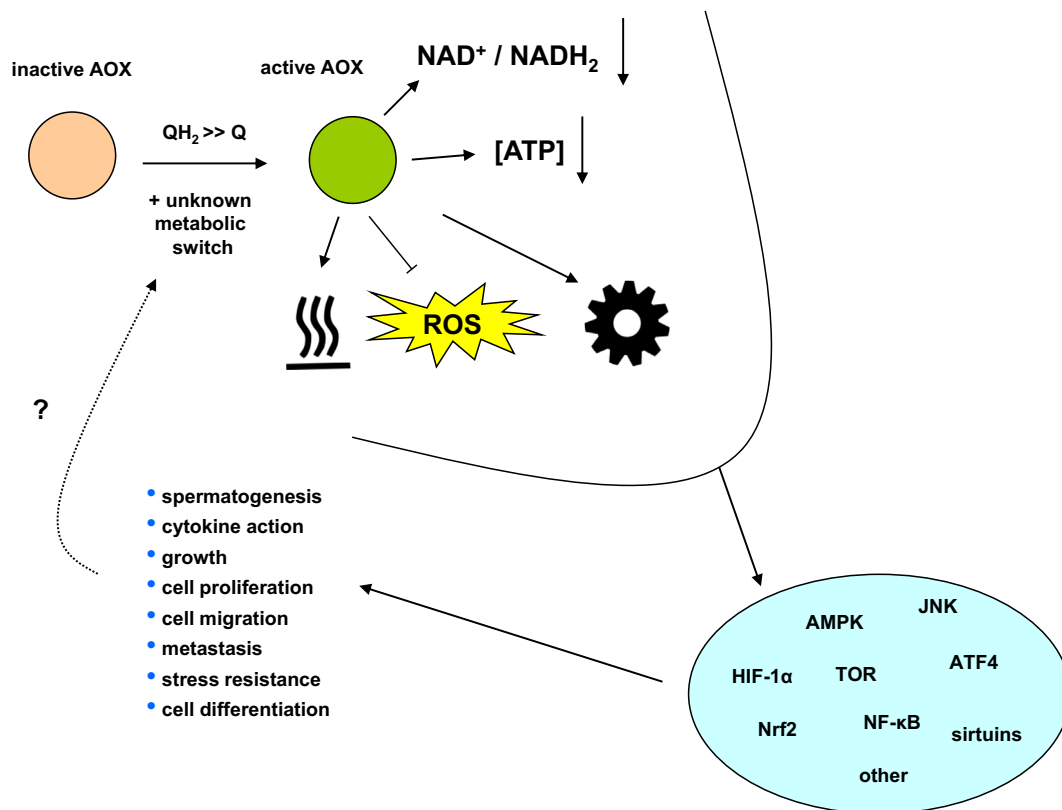 inactive AOX
active AOX
NAD⁺ / NADH₂
QH₂ >> Q
[ATP]
+ unknown
metabolic
switch
ROS
?
• spermatogenesis
• cytokine action
• growth
• cell proliferation
• cell migration
• metastasis
• stress resistance
• cell differentiation
JNK
AMPK
HIF-1α
TOR
ATF4
Nrf2
NF-κB
sirtuins
other